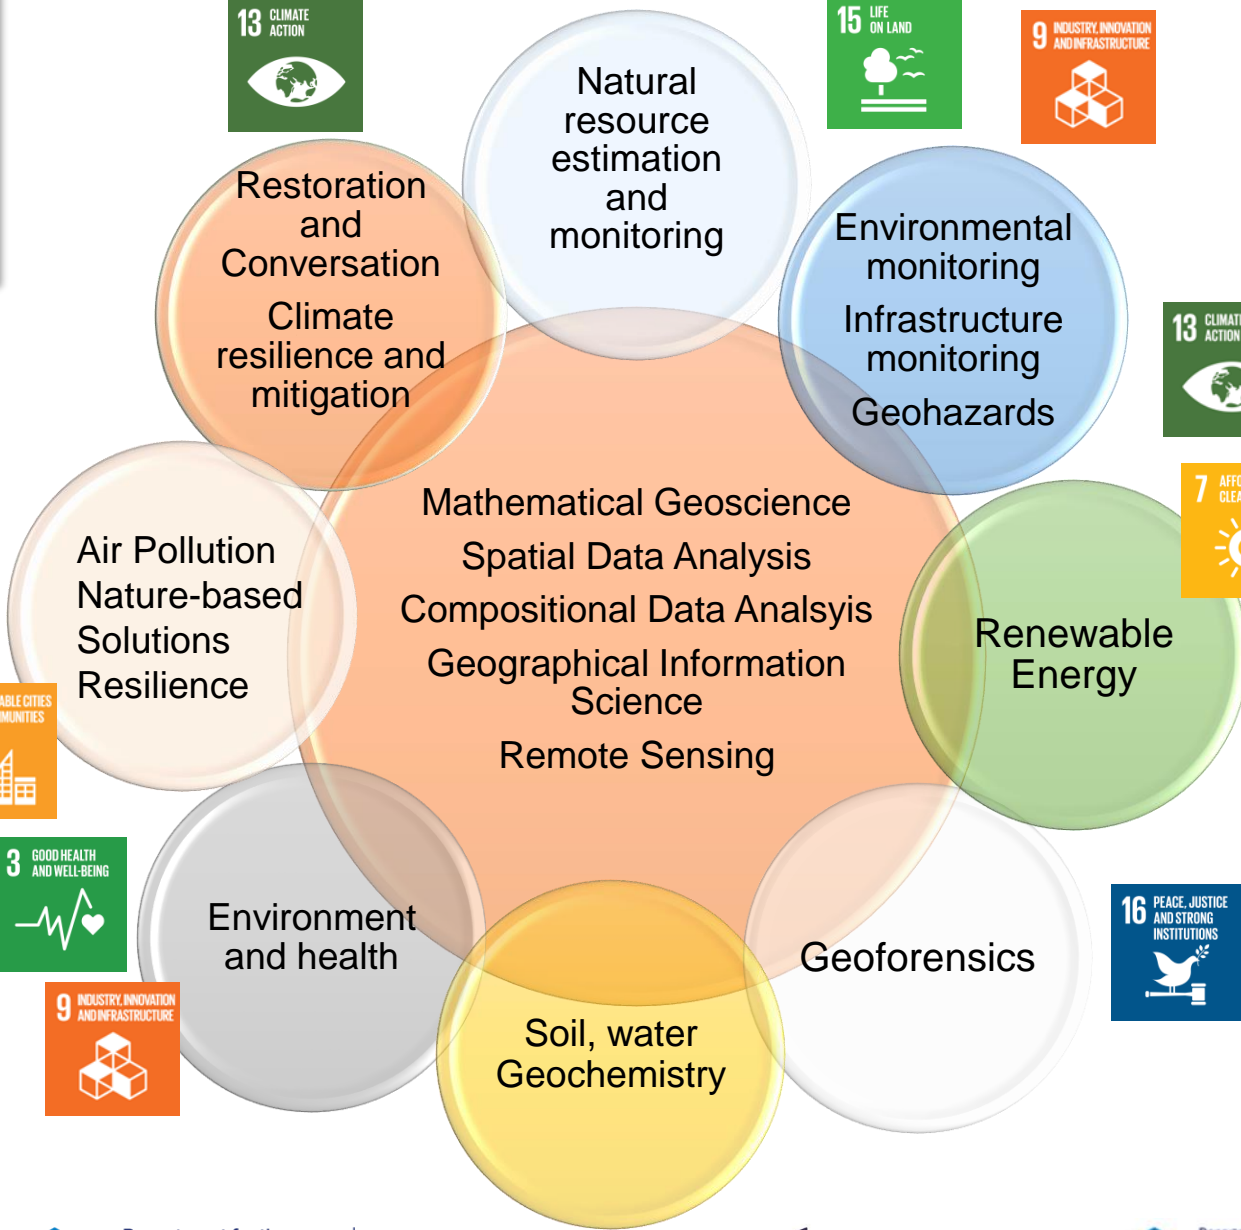 13 CLIMATE
ACTION
15 LIFE
ON LAND
9 INDUSTRY, INNOVATION
AND INFRASTRUCTURE
Natural
resource
estimation
and
monitoring
Restoration
and
Conversation
Climate
resilience and
mitigation
Environmental
monitoring
Infrastructure
monitoring
Geohazards
13
ACTION
7
Mathematical Geoscience
Spatial Data Analysis
Compositional Data Analsyis
Geographical Information
Science
Remote Sensing
Air Pollution
Nature-based
Solutions
Resilience
Renewable
Energy
CITIES
3 GOOD HEALTH
AND WELL-BEING
Environment
and health
9 INDUSTRY, INNOVATION
AND INFRASTRUCTURE
Soil, water
Geochemistry
Geoforensics
16 PEACE, JUSTICE
AND STRONG
INSTITUTIONS